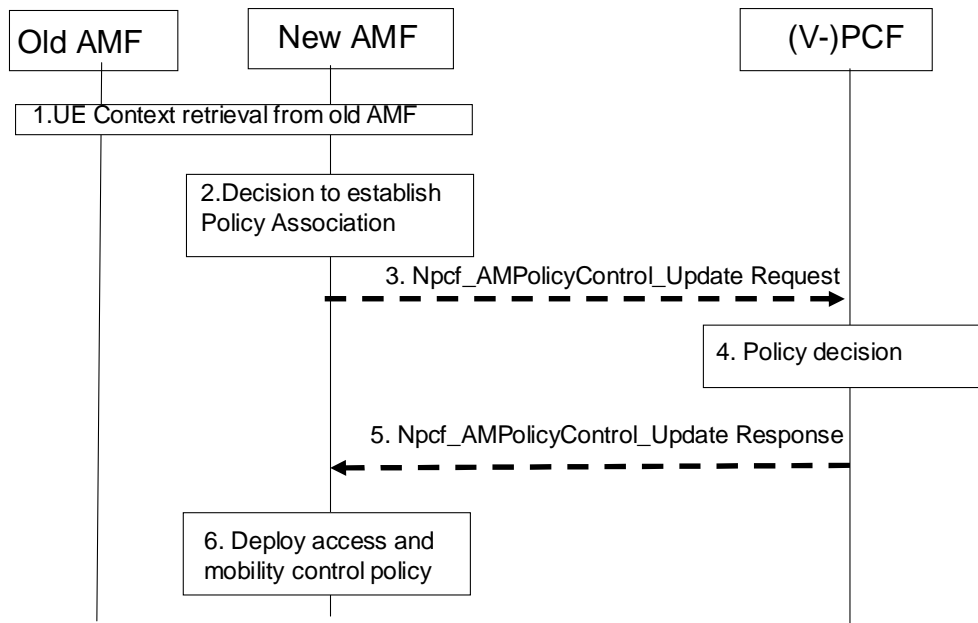 Old AMF
New AMF
(V-)PCF
1.UE Context retrieval from old AMF
2.Decision to establish
Policy Association
3. Npcf_AMPolicyControl_Update Request
4. Policy decision
5. Npcf_AMPolicyControl_Update Response
6. Deploy access and
mobility control policy